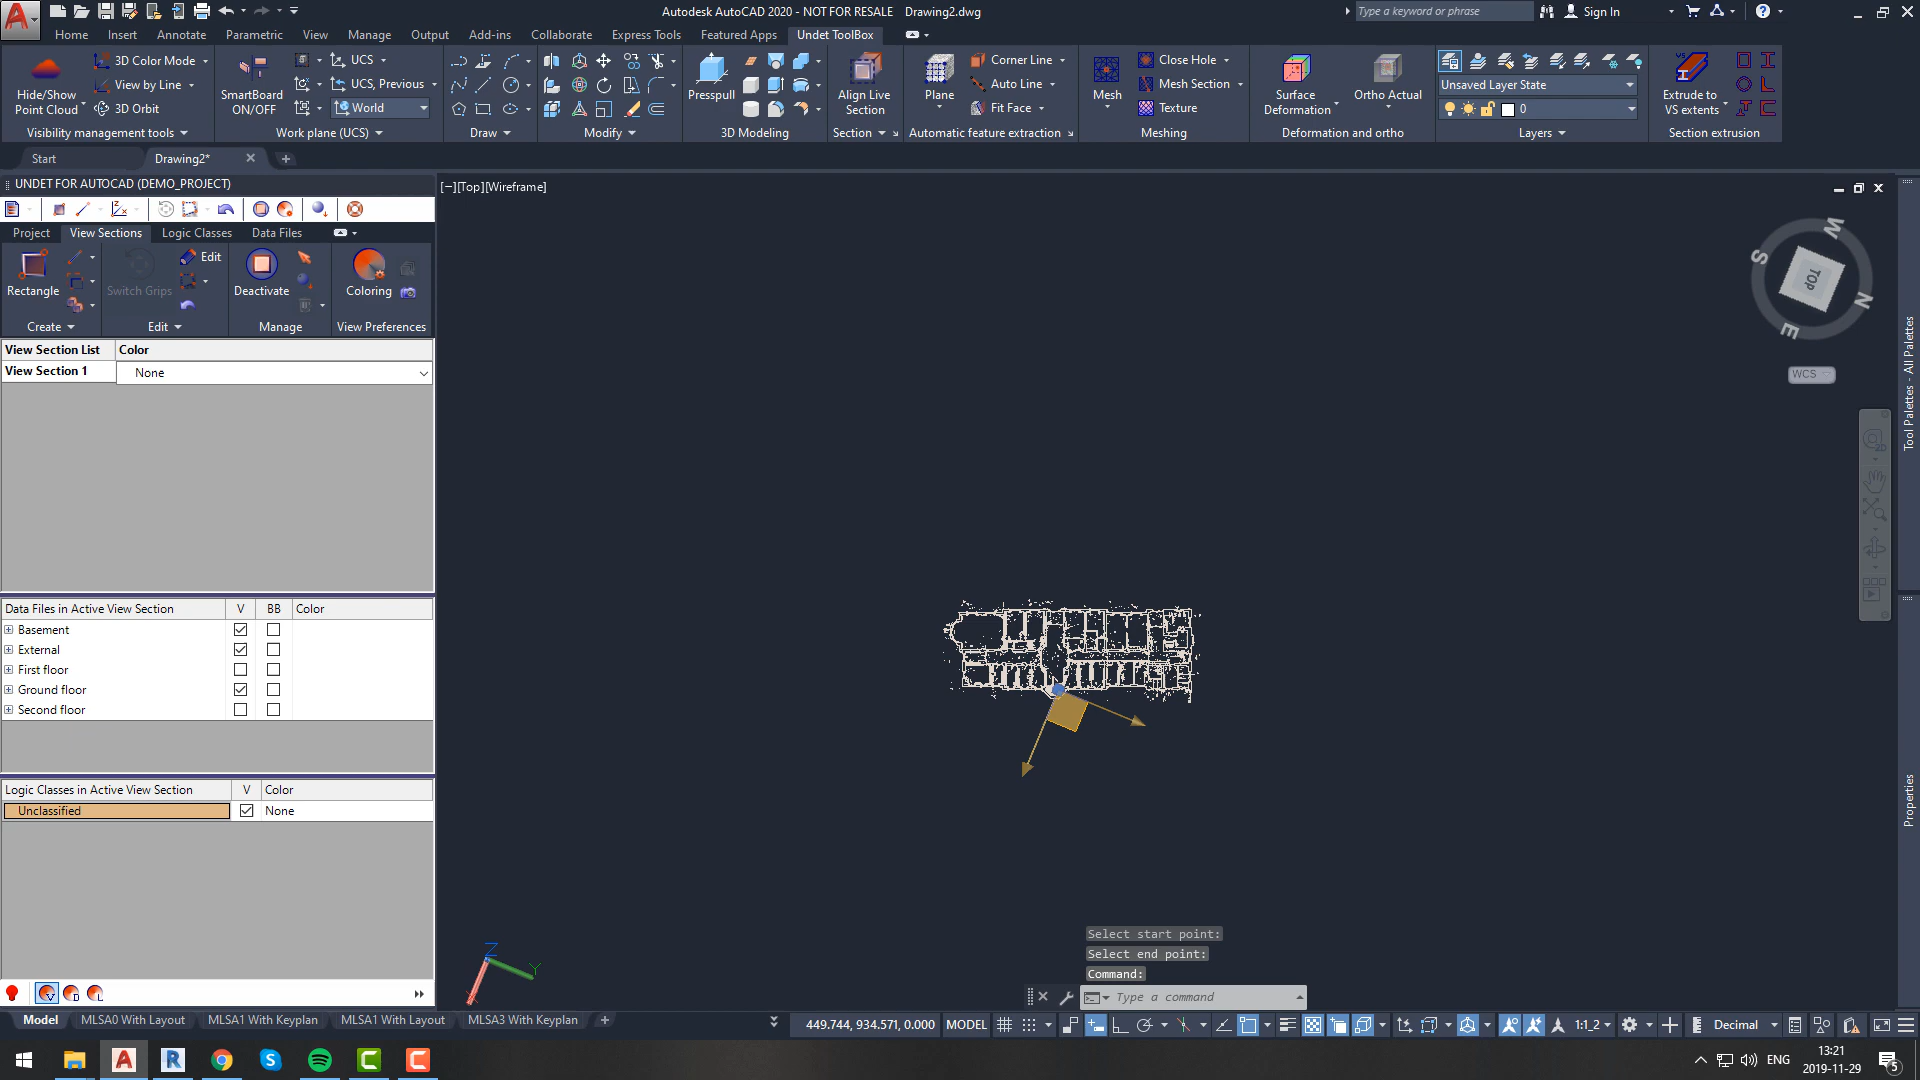 Autodesk AutoCAD 2020 - NOT FOR RESALE Drawing2.dwg
Type a keyword or phrase
Sign In
Home Insert Annotate Parametric View Manage Output Add-ins Collaborate Express Tools Featured Apps Undet ToolBox
Hide/Show
Point Cloud
3D Color Mode
View by Line
3D Orbit
Visibility management tools
SmartBoard
ON/OFF
UCS
UCS, Previous
World
Work plane (UCS)
Draw
Modify
Presspull
3D Modeling
Align Live
Section
Section
Plane
Corner Line
Auto Line
Fit Face
Automatic feature extraction
Mesh
Close Hole
Mesh Section
Texture
Meshing
Surface
Deformation
Ortho Actual
Deformation and ortho
Unsaved Layer State
0
Layers
Extrude to
VS extents
Section extrusion
Start
Drawing2*
UNDET FOR AUTOCAD (DEMO_PROJECT)
Project View Sections Logic Classes Data Files
Rectangle
Switch Grips
Edit
Deactivate
Coloring
Create
Edit
Manage
View Preferences
View Section List Color
View Section 1 None
Data Files in Active View Section V BB Color
Basement
External
First floor
Ground floor
Second floor
Logic Classes in Active View Section V Color
Unclassified None
[−][Top][Wireframe]
W
S
TOP
N
E
WCS
Tool Palettes - All Palettes
Properties
Z
Y
X
Select start point:
Select end point:
Command:
Type a command
Model MLSA0 With Layout MLSA1 With Keyplan MLSA1 With Layout MLSA3 With Keyplan
449.744, 934.571, 0.000 MODEL
1:1_2
Decimal
ENG
13:21
2019-11-29
5